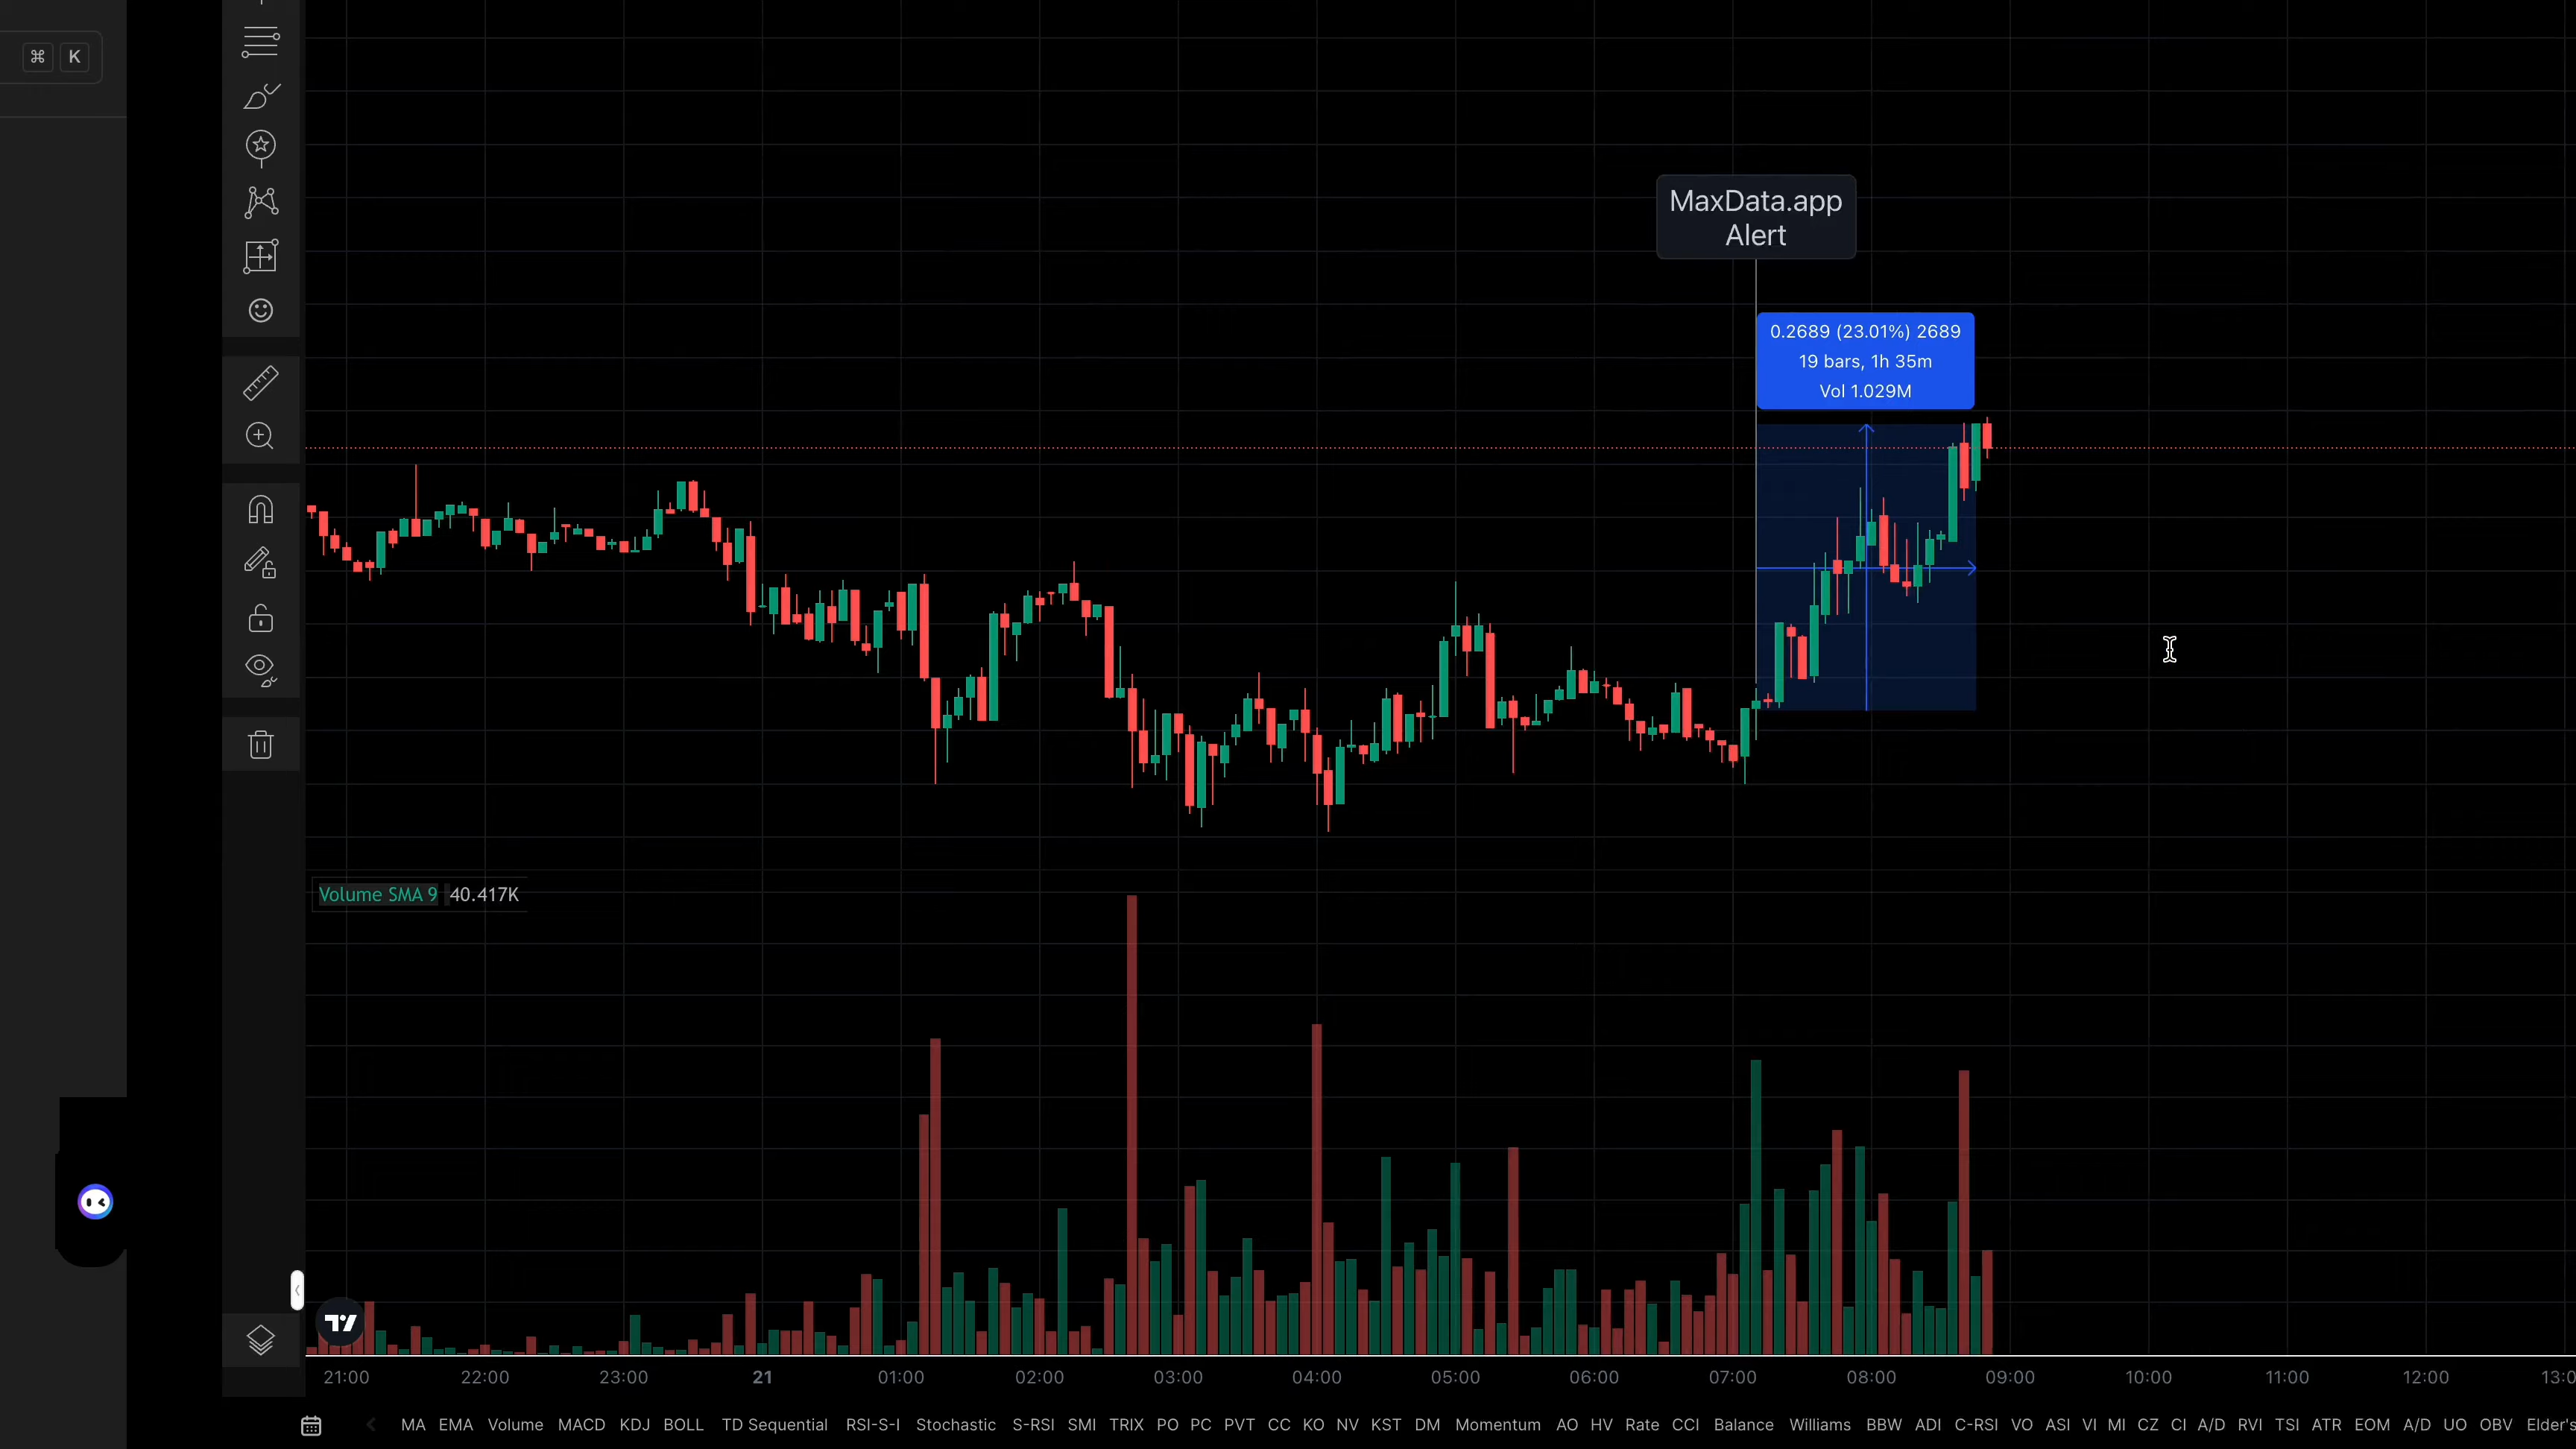 ⌘ K
MaxData.app
Alert
0.2689 (23.01%) 2689
19 bars, 1h 35m
Vol 1.029M
Volume SMA 9 40.417K
21:00 22:00 23:00 21 01:00 02:00 03:00 04:00 05:00 06:00 07:00 08:00 09:00 10:00 11:00 12:00 13:0
MA EMA Volume MACD KDJ BOLL TD Sequential RSI-S-I Stochastic S-RSI SMI TRIX PO PC PVT CC KO NV KST DM Momentum AO HV Rate CCI Balance Williams BBW ADI C-RSI VO ASI VI MI CZ CI A/D RVI TSI ATR EOM A/D UO OBV Elder's